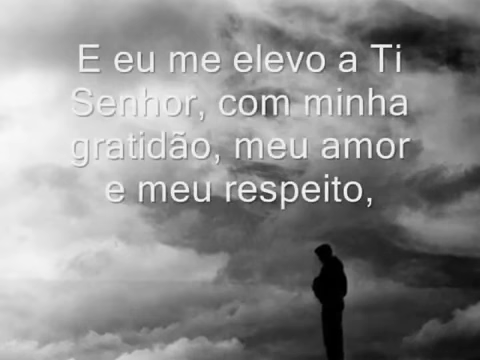 E eu me elevo a Ti
Senhor, com minha
gratidão, meu amor
e meu respeito,